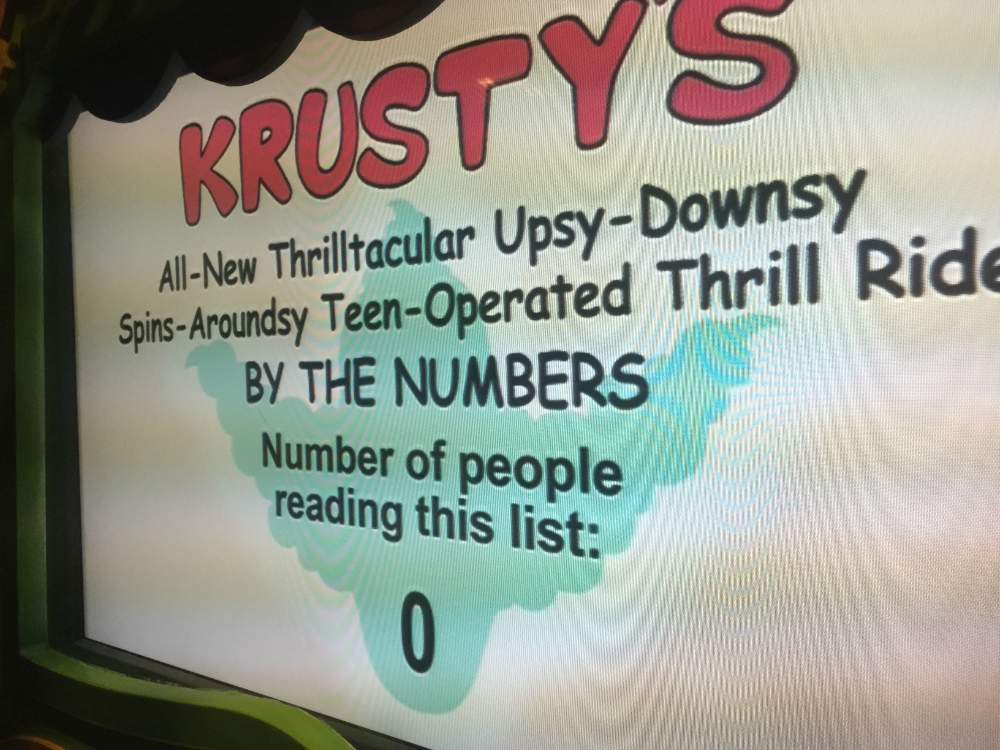 KRUSTY'S
All-New Thrilltacular Upsy-Downsy
Spins-Aroundsy Teen-Operated Thrill Ride
BY THE NUMBERS
Number of people
reading this list:
0